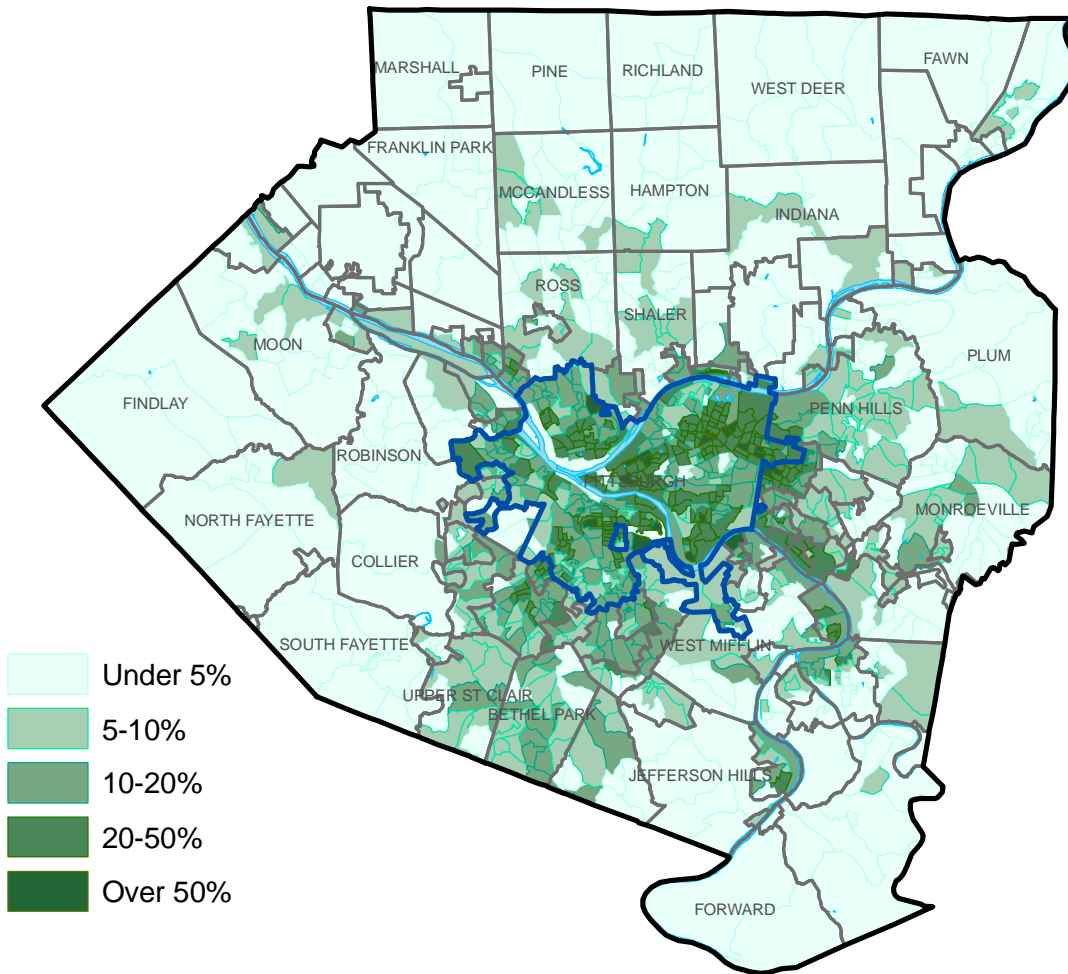 FAWN
MARSHALL
PINE
RICHLAND
WEST DEER
FRANKLIN PARK
MCCANDLESS
HAMPTON
INDIANA
ROSS
SHALER
MOON
PLUM
FINDLAY
PENN HILLS
ROBINSON
PITTSBURGH
NORTH FAYETTE
MONROEVILLE
COLLIER
SOUTH FAYETTE
WEST MIFFLIN
UPPER ST CLAIR
BETHEL PARK
JEFFERSON HILLS
FORWARD
Under 5%
5-10%
10-20%
20-50%
Over 50%